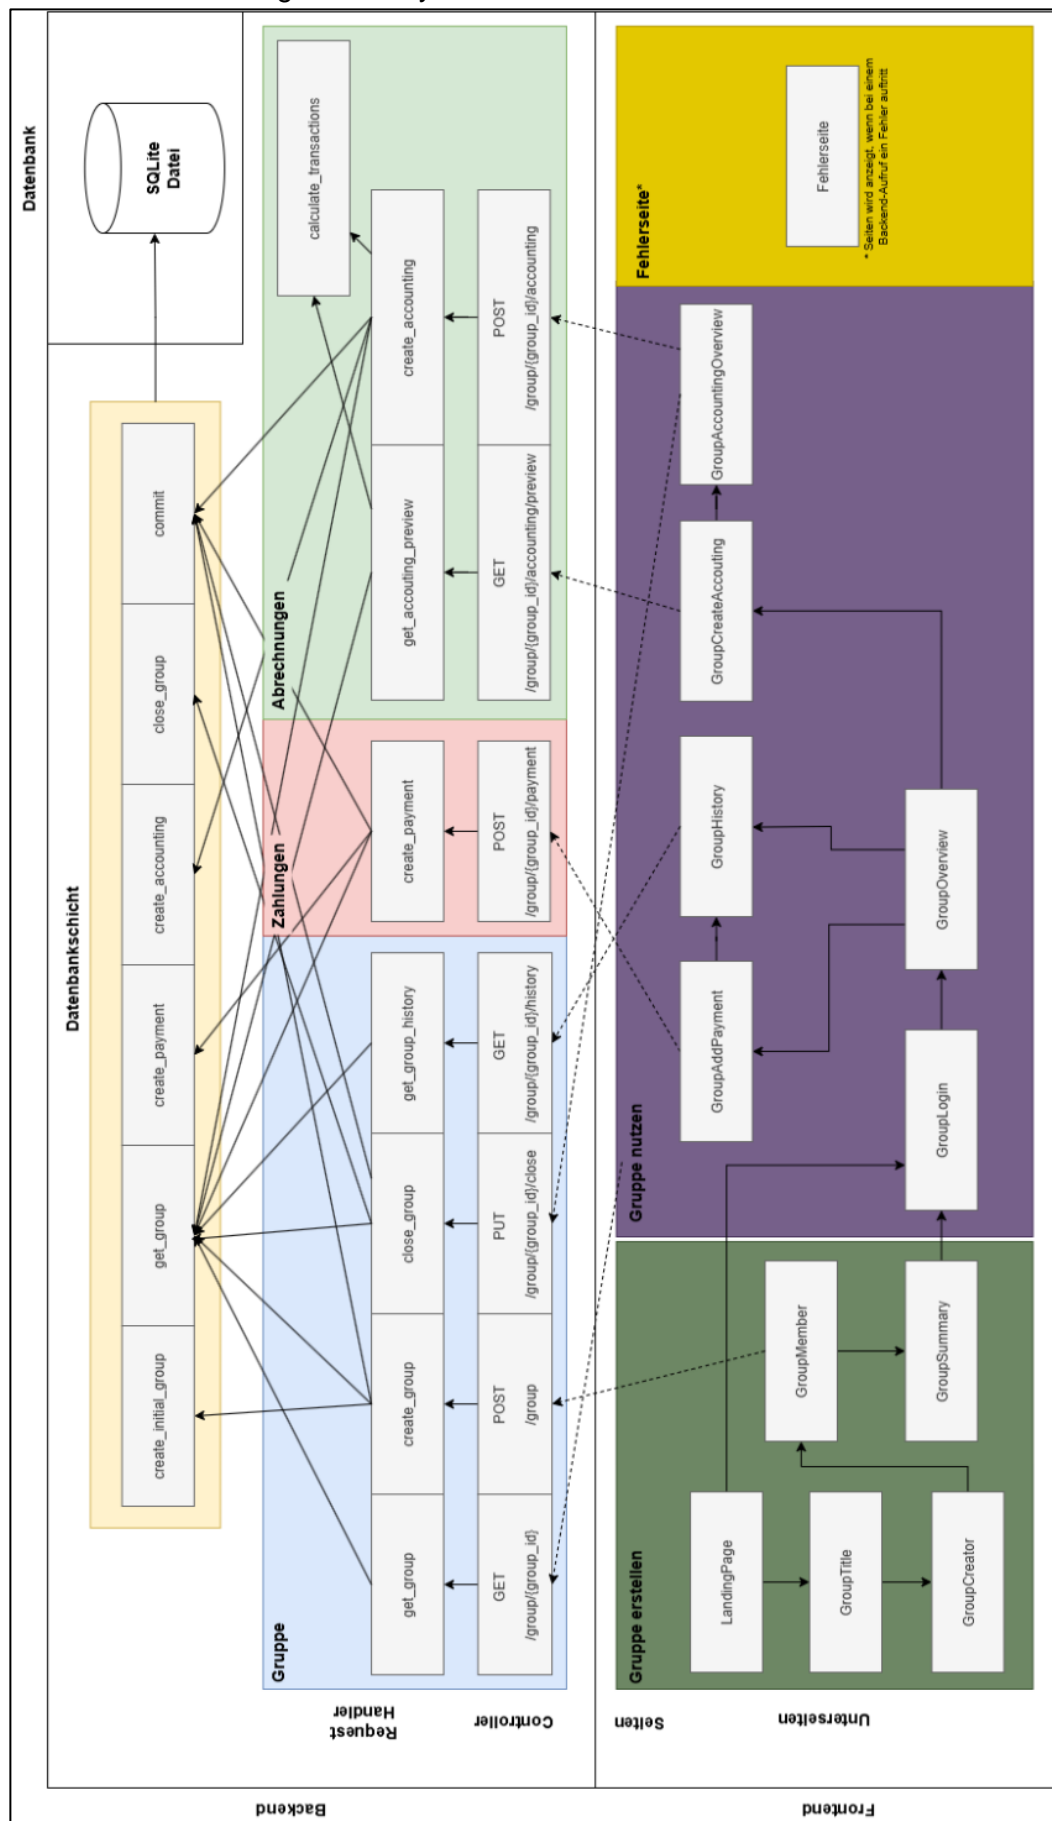 Datenbank
SQLite
Datei
Datenbankschicht
create_initial_group
get_group
create_payment
create_accounting
close_group
commit
Gruppe
Zahlungen
Abrechnungen
calculate_transactions
Request
Handler
get_group
create_group
close_group
get_group_history
create_payment
get_accouting_preview
create_accounting
Controller
GET
/group/{group_id}
POST
/group
PUT
/group/{group_id}/close
GET
/group/{group_id}/history
POST
/group/{group_id}/payment
GET
/group/{group_id}/accounting/preview
POST
/group/{group_id}/accounting
Backend
Seiten
Gruppe erstellen
Gruppe nutzen
Fehlerseite*
Unterseiten
LandingPage
GroupTitle
GroupCreator
GroupMember
GroupSummary
GroupLogin
GroupAddPayment
GroupHistory
GroupOverview
GroupCreateAccouting
GroupAccountingOverview
Fehlerseite
* Seiten wird anzeigt, wenn bei einem
Backend-Aufruf ein Fehler auftritt
Frontend